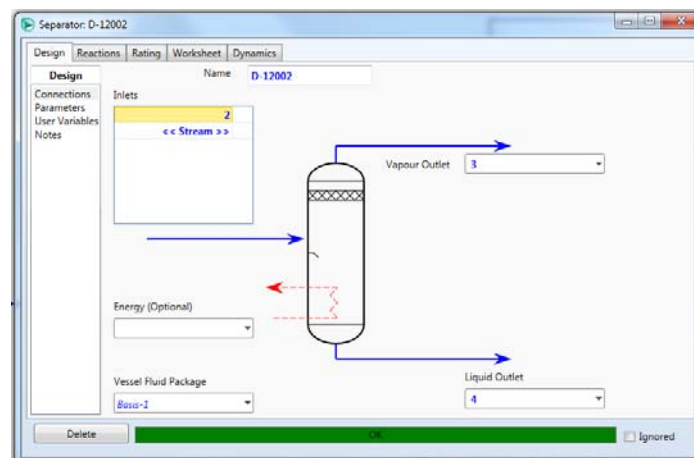 Separator: D-12002
Design Reactions Rating Worksheet Dynamics
Design
Connections
Parameters
User Variables
Notes
Name D-12002
Inlets
2
<< Stream >>
Vapour Outlet 3
Energy (Optional)
Vessel Fluid Package
Basis-1
Liquid Outlet
4
Delete OK Ignored